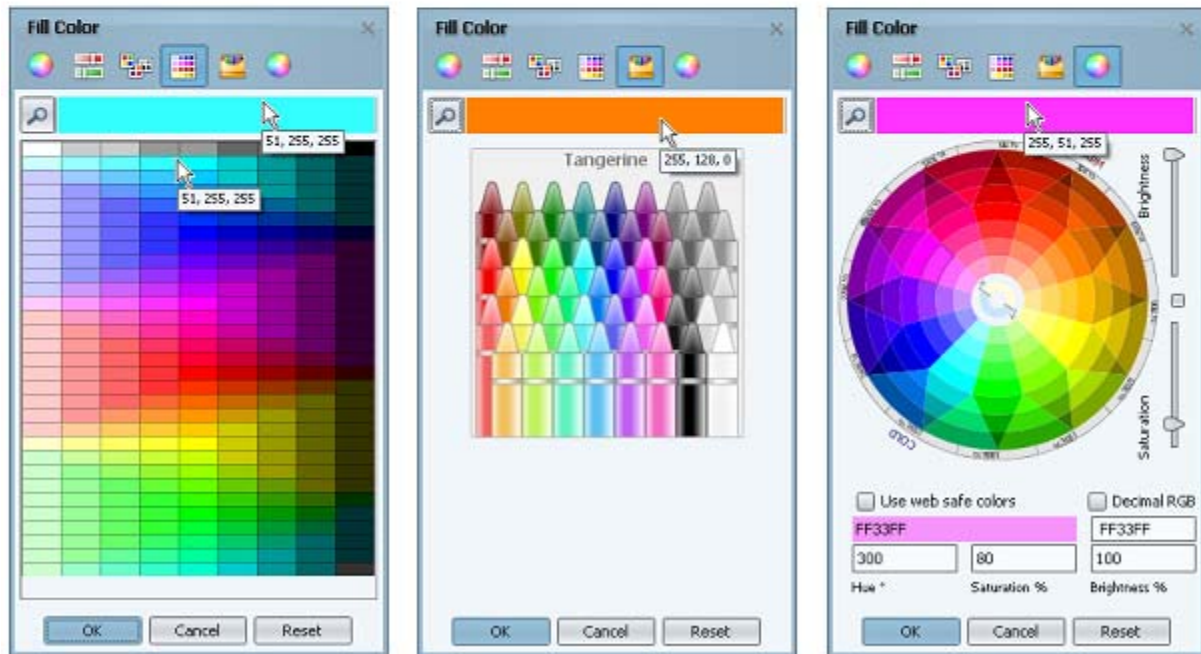 Fill Color
51, 255, 255
51, 255, 255
OK Cancel Reset
Fill Color
255, 128, 0
Tangerine
OK Cancel Reset
Fill Color
255, 51, 255
Brightness
Saturation
COLD
Use web safe colors
Decimal RGB
FF33FF
FF33FF
300
80
100
Hue °
Saturation %
Brightness %
OK Cancel Reset